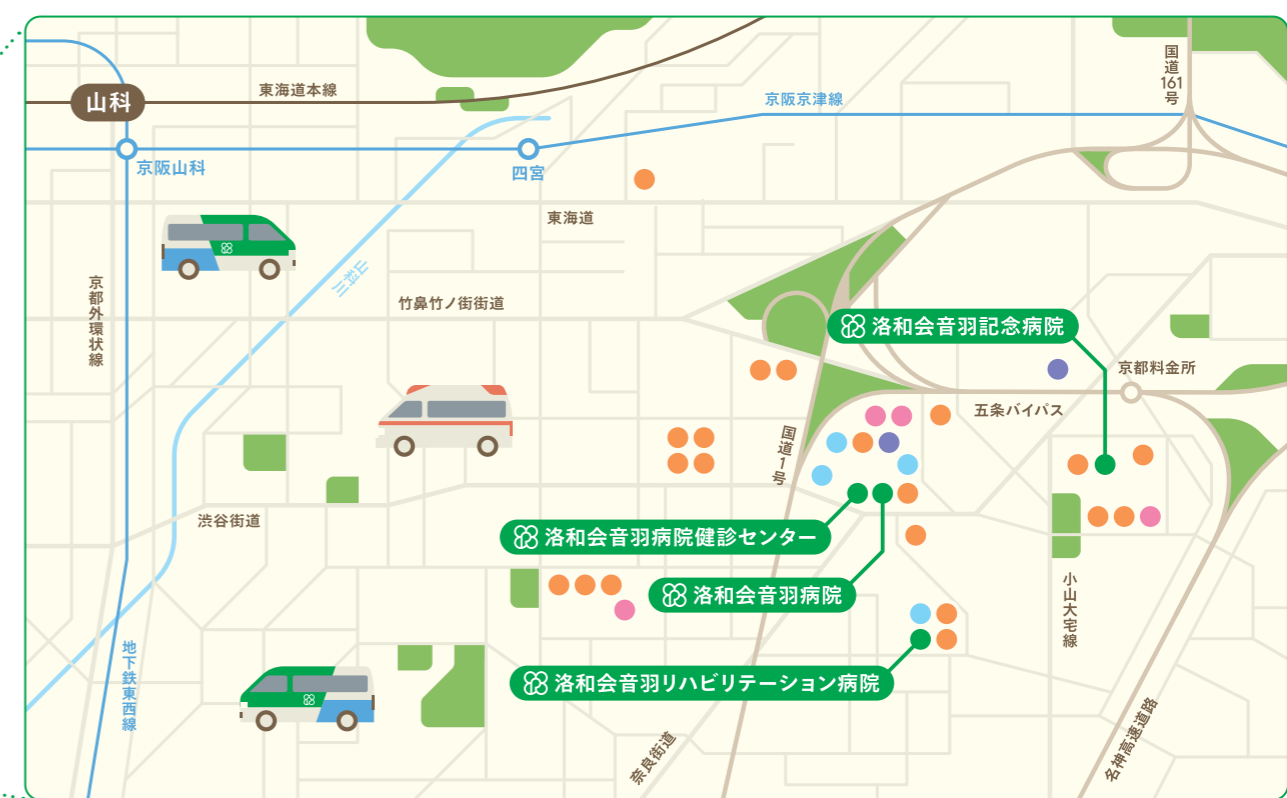 国道161号
東海道本線
山科
京阪京津線
京阪山科
四宮
東海道
山科川
京都外環状線
竹鼻竹ノ街街道
洛和会音羽記念病院
京都料金所
五条バイパス
国道1号
渋谷街道
洛和会音羽病院健診センター
洛和会音羽病院
小山大宅線
地下鉄東西線
洛和会音羽リハビリテーション病院
奈良街道
名神高速道路